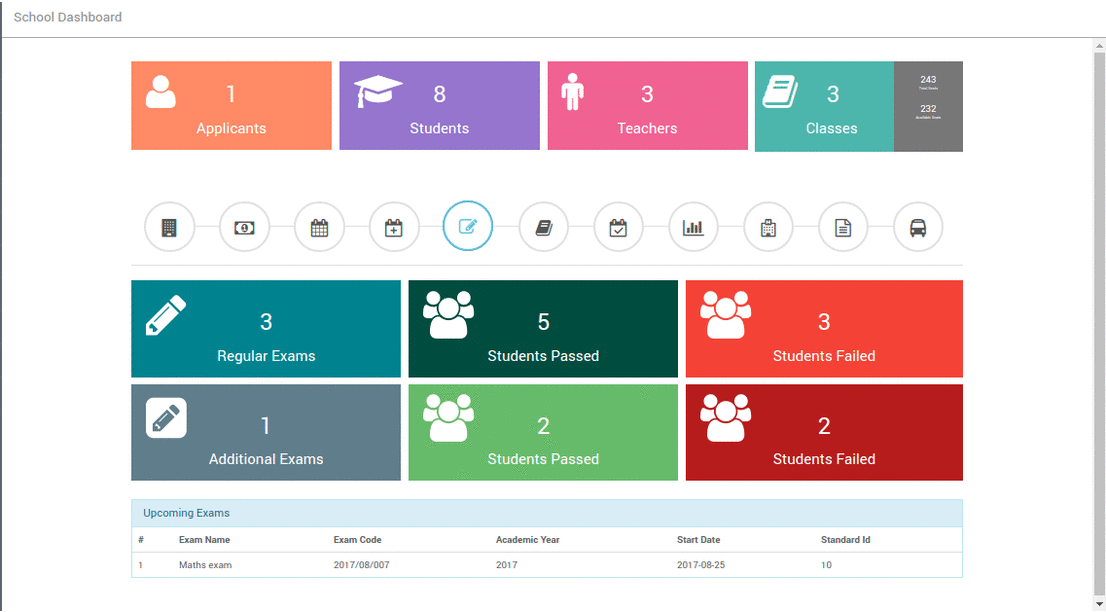 School Dashboard
1
Applicants
8
Students
3
Teachers
3
Classes
243
Total Seats
232
Available Seats
3
Regular Exams
5
Students Passed
3
Students Failed
1
Additional Exams
2
Students Passed
2
Students Failed
Upcoming Exams
# Exam Name Exam Code Academic Year Start Date Standard Id
1 Maths exam 2017/08/007 2017 2017-08-25 10